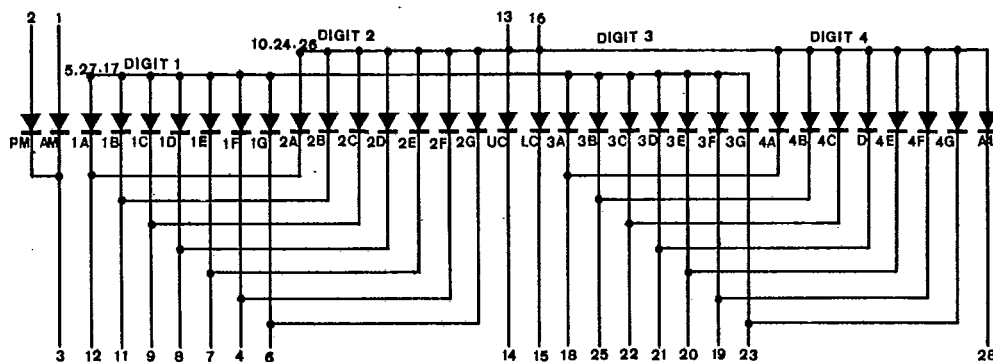 2 1 13 16
DIGIT 2 DIGIT 3 DIGIT 4
10.24.26
DIGIT 1
5.27.17
PM AM 1A 1B 1C 1D 1E 1F 1G 2A 2B 2C 2D 2E 2F 2G UC LC 3A 3B 3C 3D 3E 3F 3G 4A 4B 4C D 4E 4F 4G
3 12 11 9 8 7 4 6 14 15 18 25 22 21 20 19 23